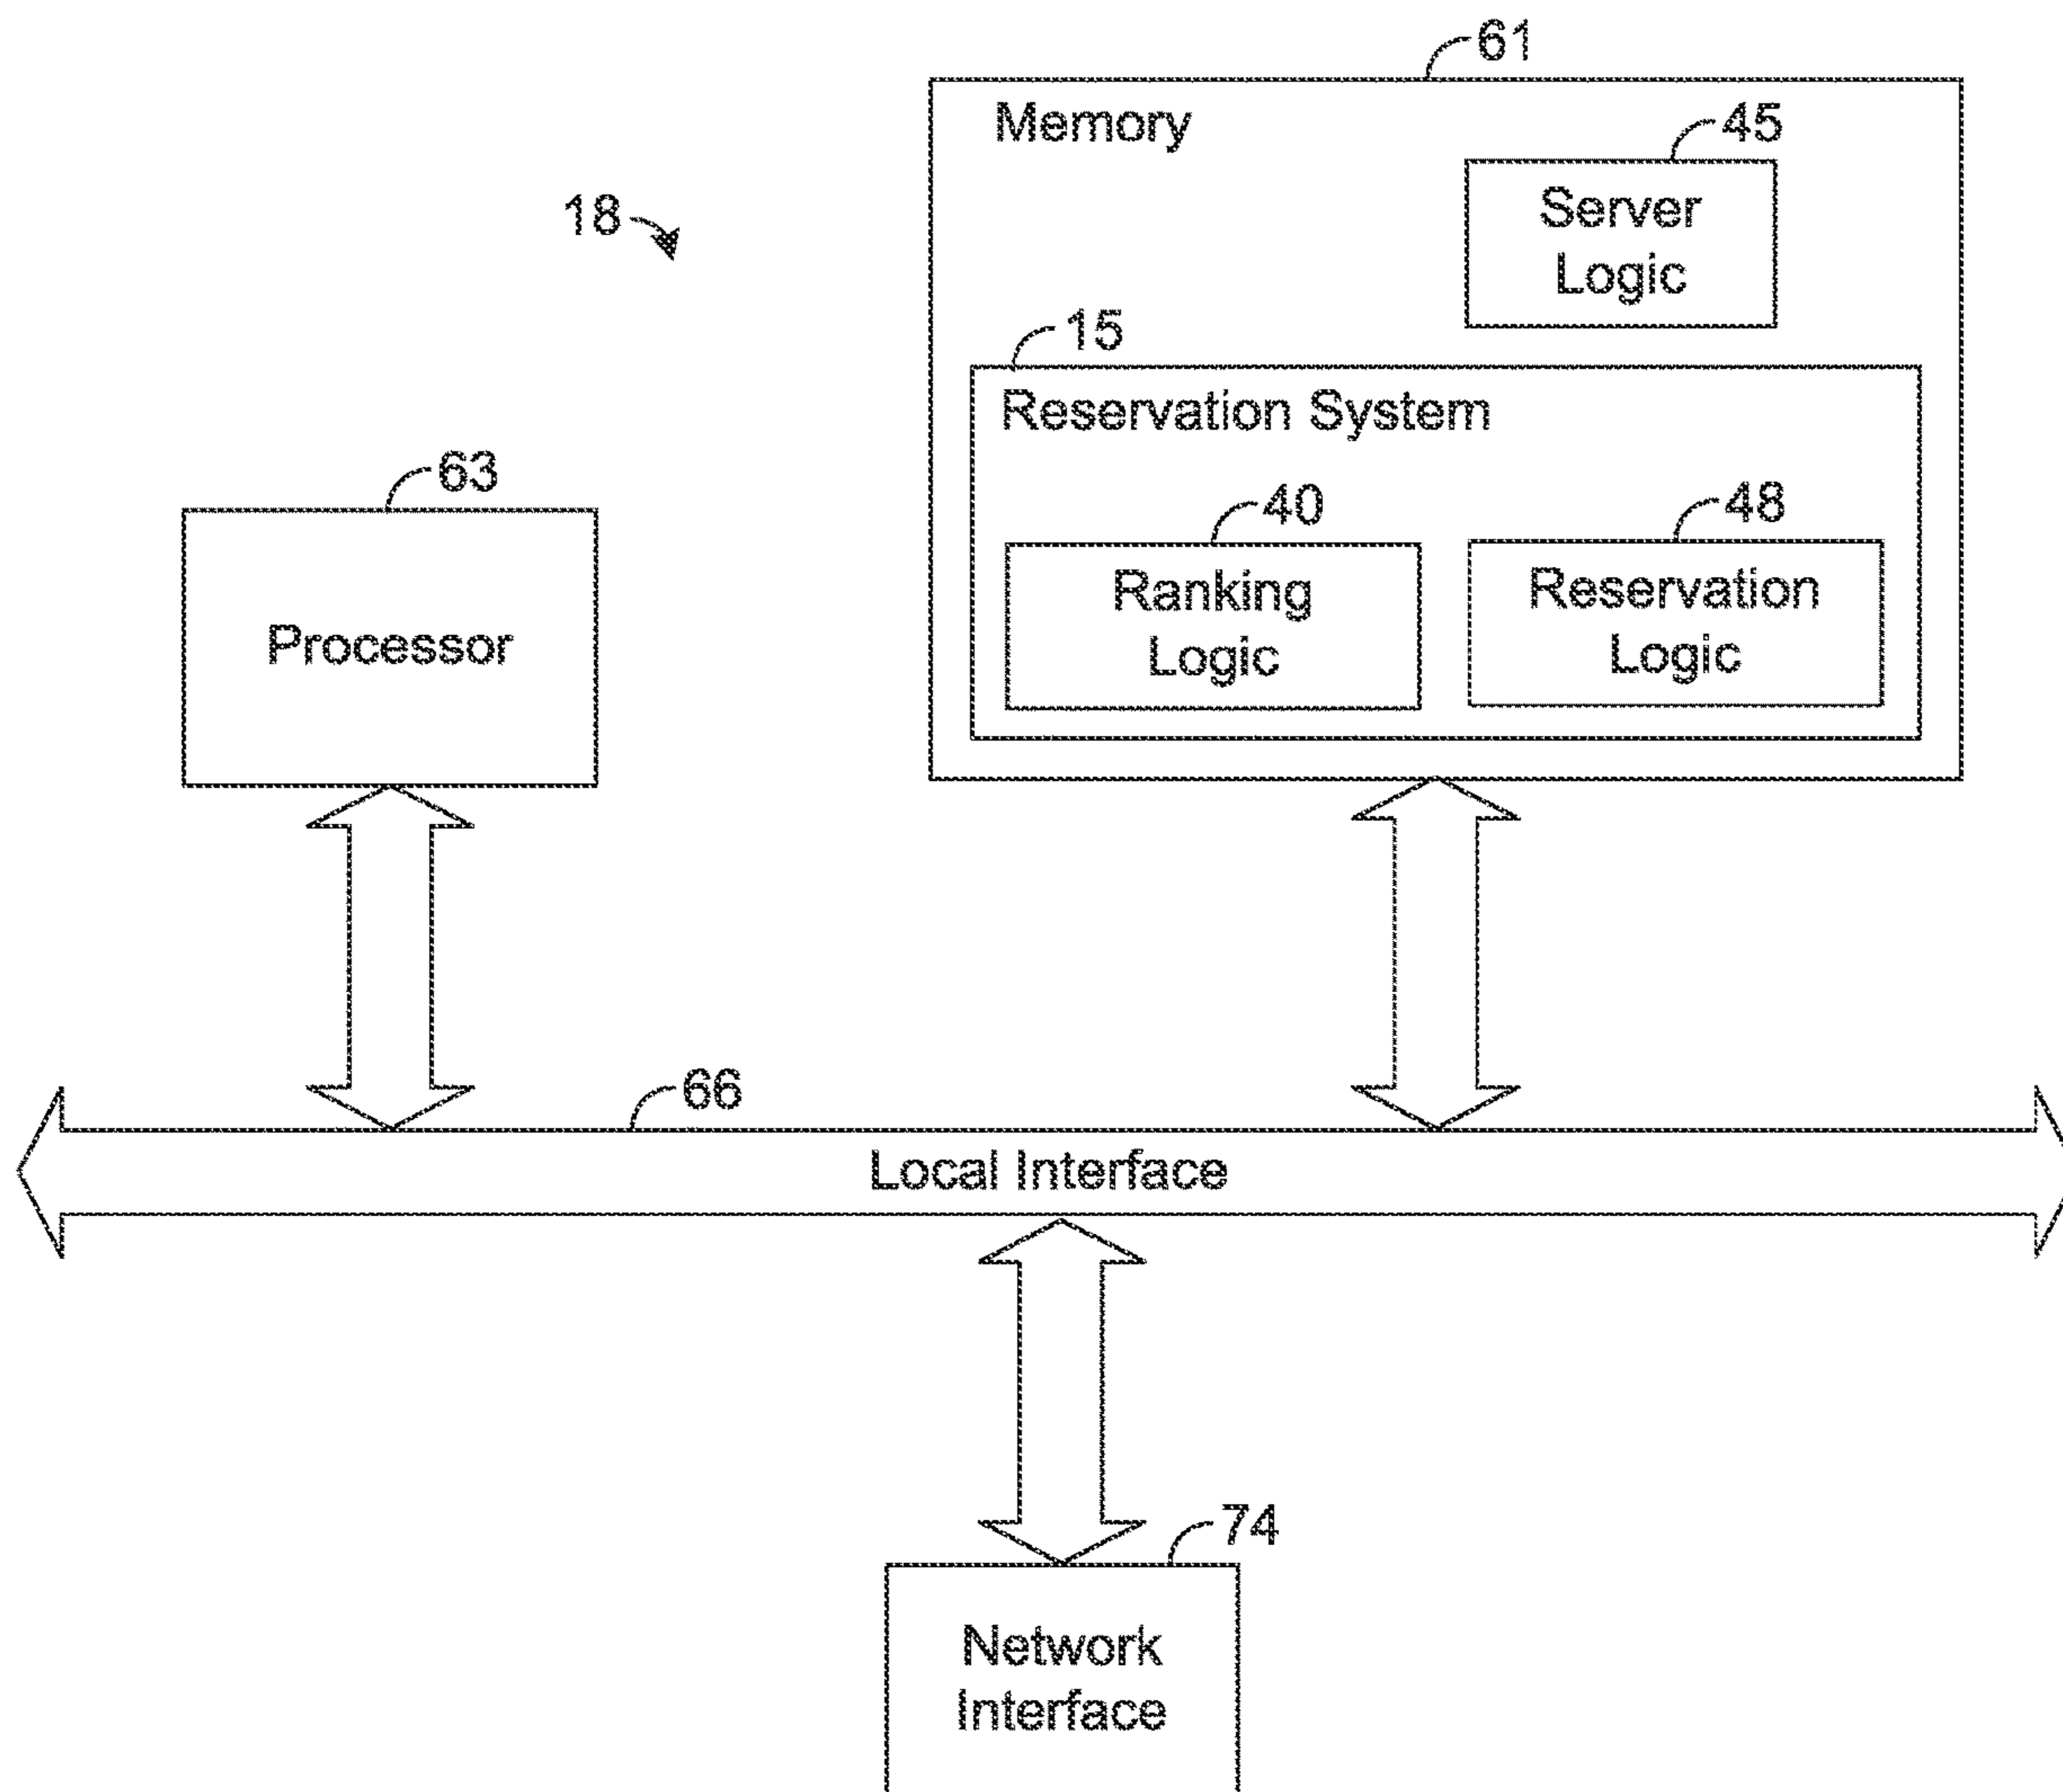 61
Memory
45
Server
Logic
18
15
Reservation System
63
40
48
Processor
Ranking
Logic
Reservation
Logic
66
Local Interface
74
Network
Interface